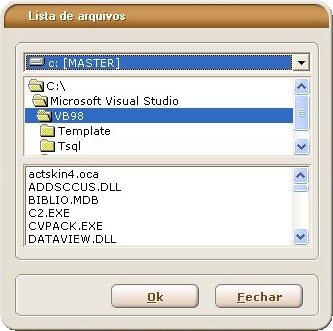 Lista de arquivos
c: [MASTER]
C:\
Microsoft Visual Studio
VB98
Template
Tsql
actskin4.oca
ADDSCCUS.DLL
BIBLIO.MDB
C2.EXE
CVPACK.EXE
DATAVIEW.DLL
Ok Fechar